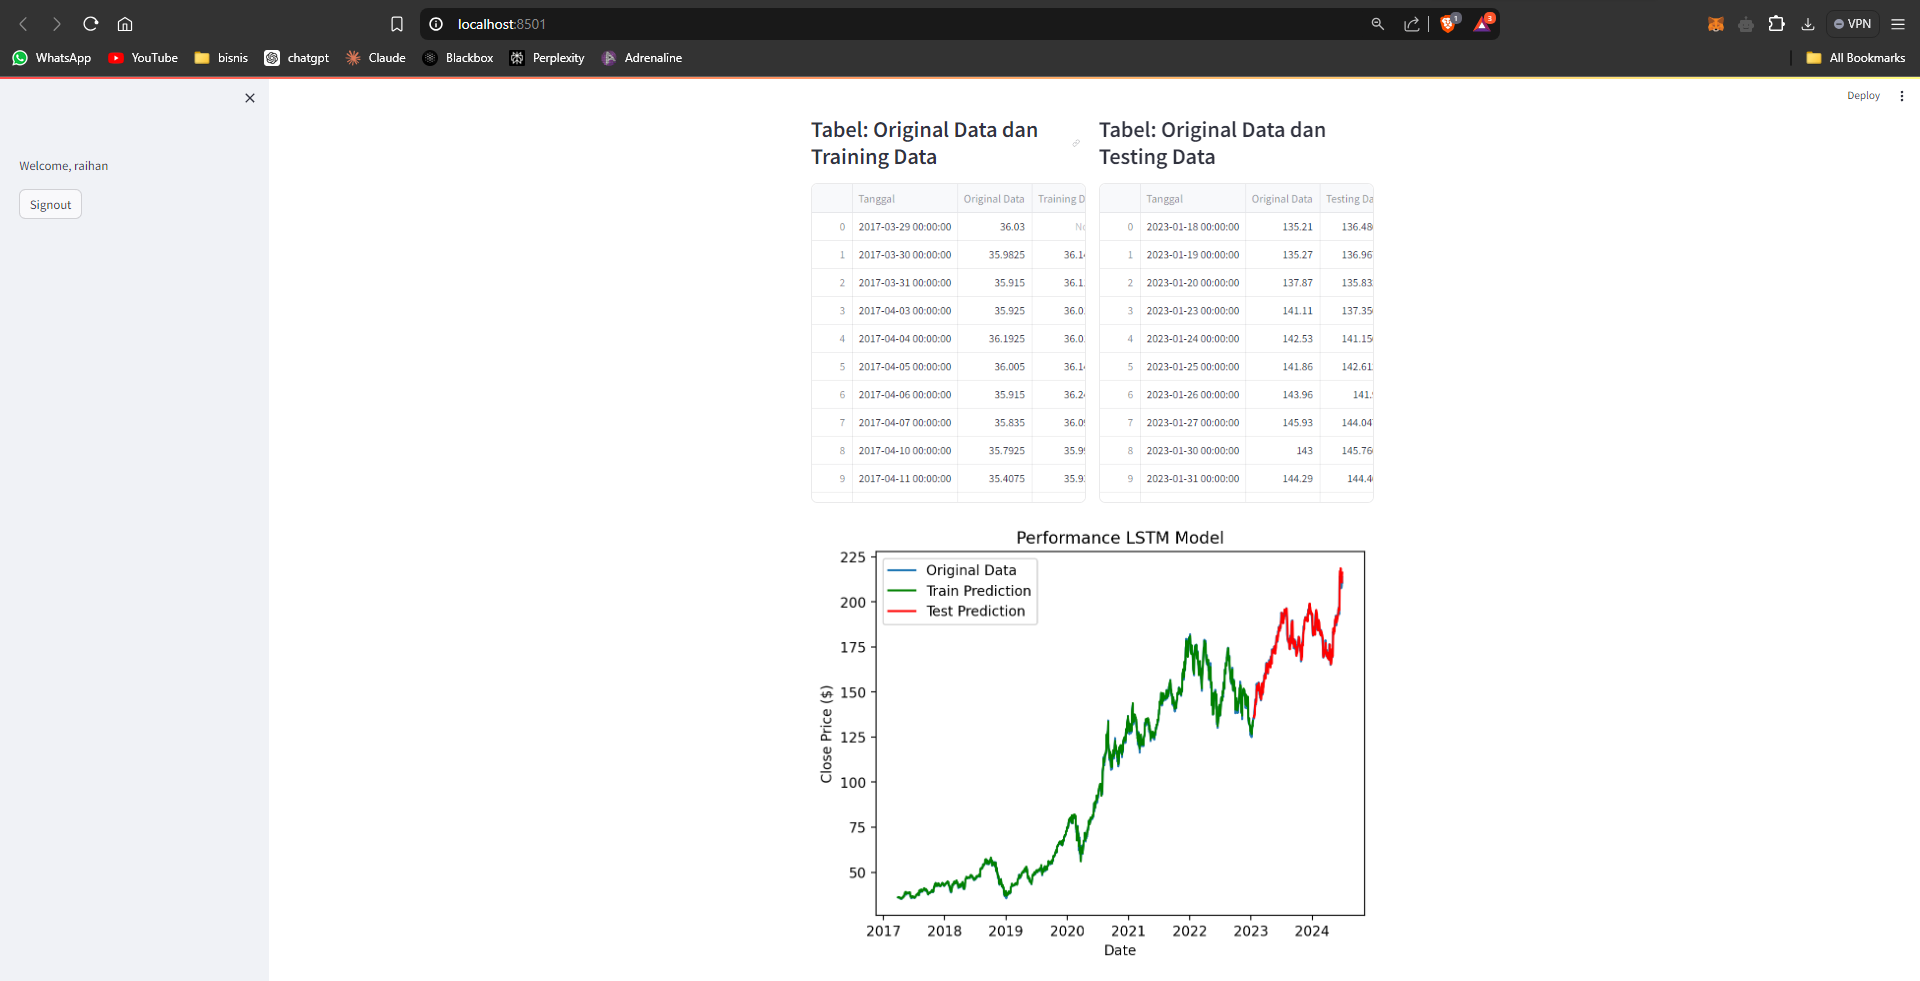 localhost:8501
1
3
VPN
WhatsApp YouTube bisnis chatgpt Claude Blackbox Perplexity Adrenaline All Bookmarks
Deploy
Welcome, raihan
Signout
Tabel: Original Data dan
Training Data
Tanggal Original Data Training D
0 2017-03-29 00:00:00 36.03
1 2017-03-30 00:00:00 35.9825 36.1
2 2017-03-31 00:00:00 35.915 36.1
3 2017-04-03 00:00:00 35.925 36.0
4 2017-04-04 00:00:00 36.1925 36.0
5 2017-04-05 00:00:00 36.005 36.1
6 2017-04-06 00:00:00 35.915 36.2
7 2017-04-07 00:00:00 35.835 36.0
8 2017-04-10 00:00:00 35.7925 35.9
9 2017-04-11 00:00:00 35.4075 35.9
Tabel: Original Data dan
Testing Data
Tanggal Original Data Testing Da
0 2023-01-18 00:00:00 135.21 136.48
1 2023-01-19 00:00:00 135.27 136.96
2 2023-01-20 00:00:00 137.87 135.83
3 2023-01-23 00:00:00 141.11 137.35
4 2023-01-24 00:00:00 142.53 141.15
5 2023-01-25 00:00:00 141.86 142.61
6 2023-01-26 00:00:00 143.96 141.
7 2023-01-27 00:00:00 145.93 144.04
8 2023-01-30 00:00:00 143 145.76
9 2023-01-31 00:00:00 144.29 144.4
Performance LSTM Model
Original Data
Train Prediction
Test Prediction
225
200
175
150
125
100
75
50
Close Price ($)
2017 2018 2019 2020 2021 2022 2023 2024
Date